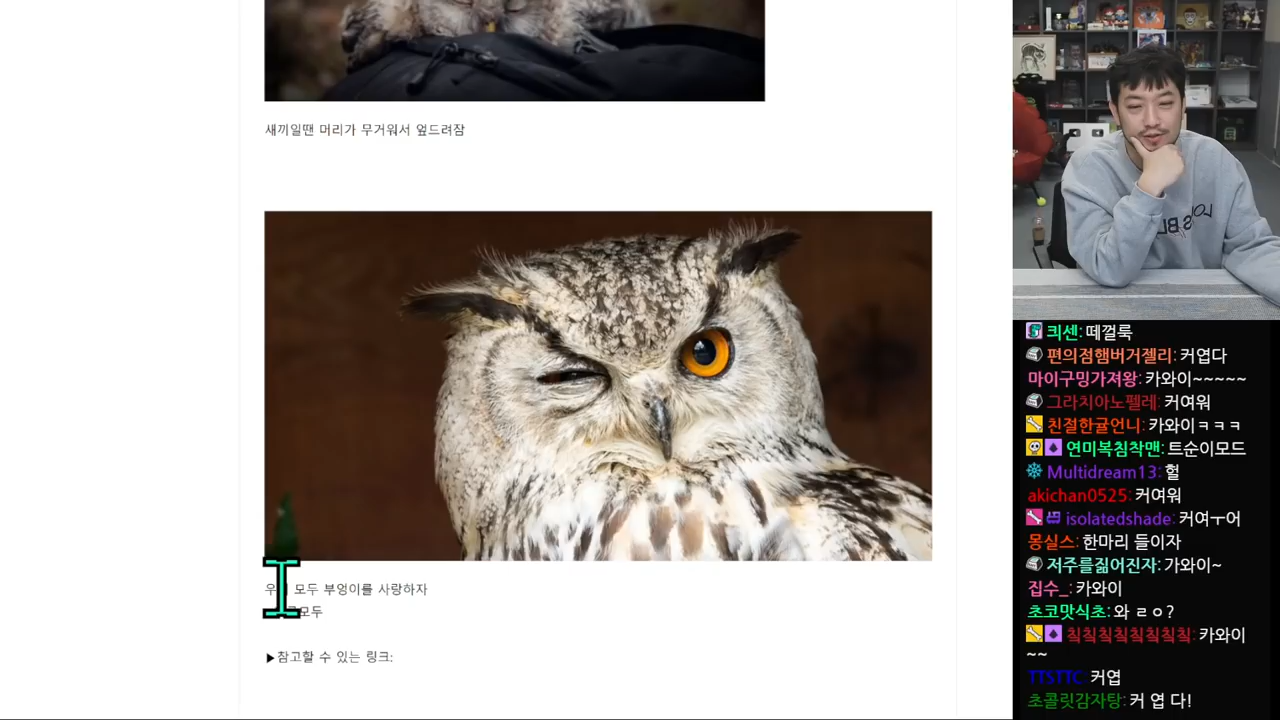 새끼일땐 머리가 무거워서 엎드려잠
모두 부엉이를 사랑하자
▶참고할 수 있는 링크:
킈센: 떼껄룩
편의점햄버거젤리: 커엽다
마이구밍가져왕: 카와이~~~~~
그라치아노펠레: 커여워
친절한귤언니: 카와이ㅋㅋㅋ
연미복침착맨: 트순이모드
Multidream13: 헐
akichan0525: 커여워
isolatedshade: 커여ㅜ어
몽실스: 한마리 들이자
저주를짊어진자: 가와이~
집수_: 카와이
초코맛식초: 와 ㄹㅇ?
칰칰칰칰칰칰칰칰: 카와이
~~
TTSTTC: 커엽
초콜릿감자탕: 커 엽 다!